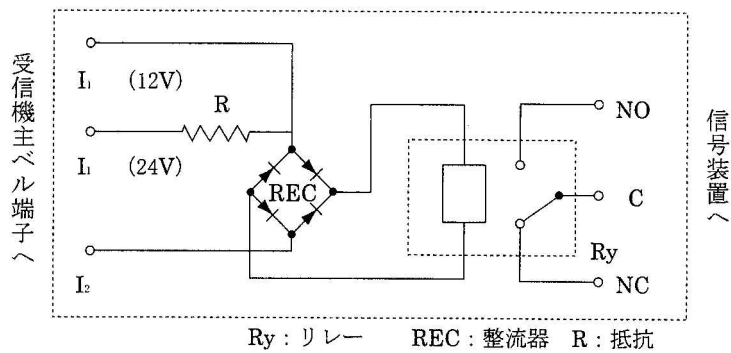 受信機主ベル端子へ
I₁ (12V)
R
I₁ (24V)
I₂
REC
Ry
NO
C
NC
信号装置へ
Ry：リレー　REC：整流器　R：抵抗